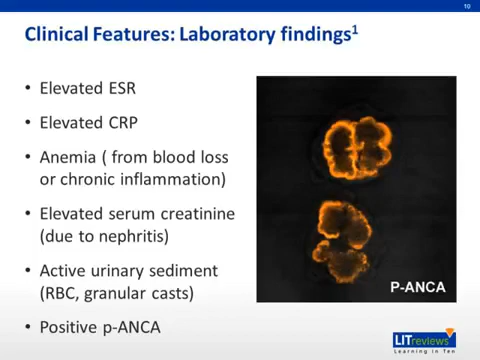 10
Clinical Features: Laboratory findings1
• Elevated ESR
• Elevated CRP
• Anemia ( from blood loss
or chronic inflammation)
• Elevated serum creatinine
(due to nephritis)
• Active urinary sediment
(RBC, granular casts)
• Positive p-ANCA
P-ANCA
LITreviews
Learning in Ten